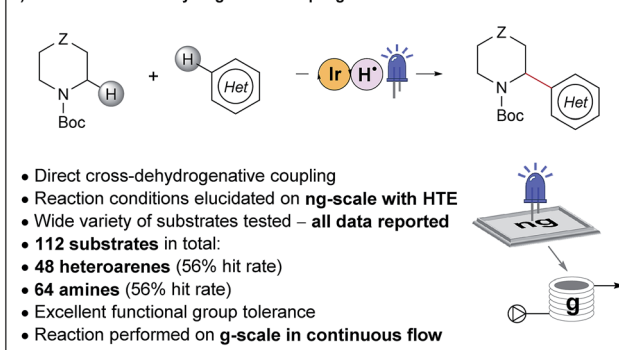 Z
H
N
Boc
+
H
Het
Ir
H•
Z
N
Boc
Het
• Direct cross-dehydrogenative coupling
• Reaction conditions elucidated on ng-scale with HTE
• Wide variety of substrates tested – all data reported
• 112 substrates in total:
• 48 heteroarenes (56% hit rate)
• 64 amines (56% hit rate)
• Excellent functional group tolerance
• Reaction performed on g-scale in continuous flow
ng
g